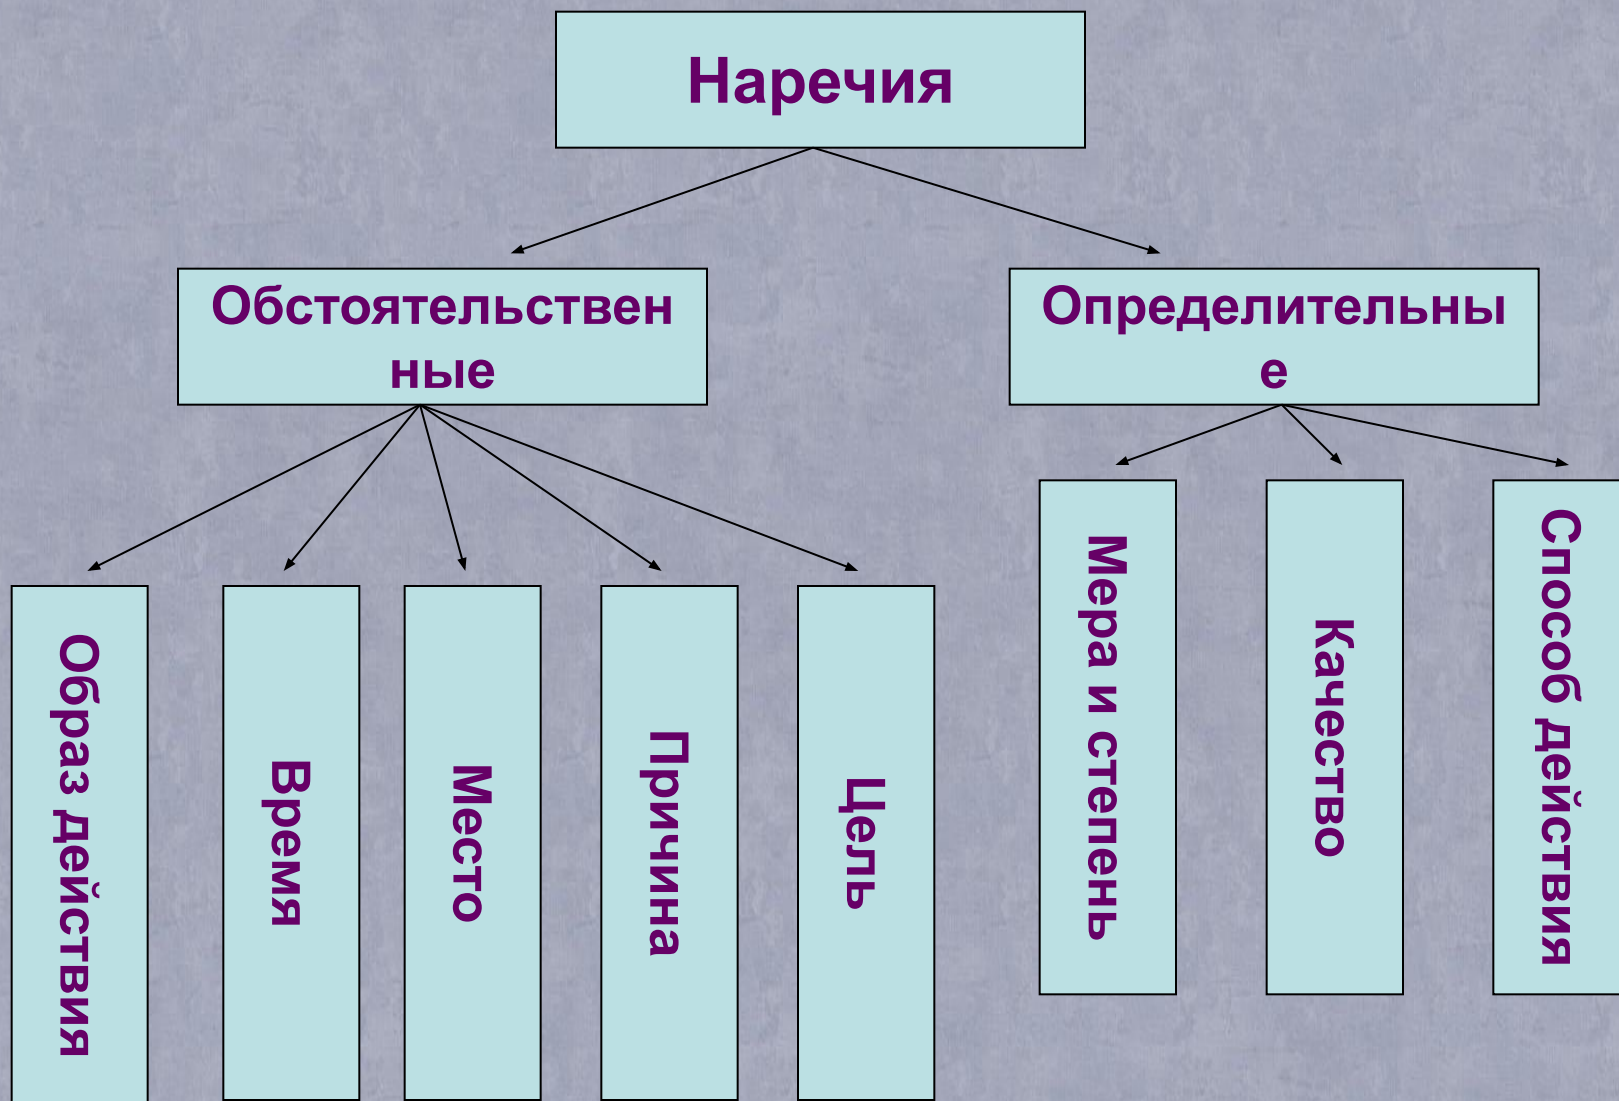 Наречия
Обстоятельствен
ные
Определительны
е
Образ действия
Время
Место
Причина
Цель
Мера и степень
Качество
Способ действия